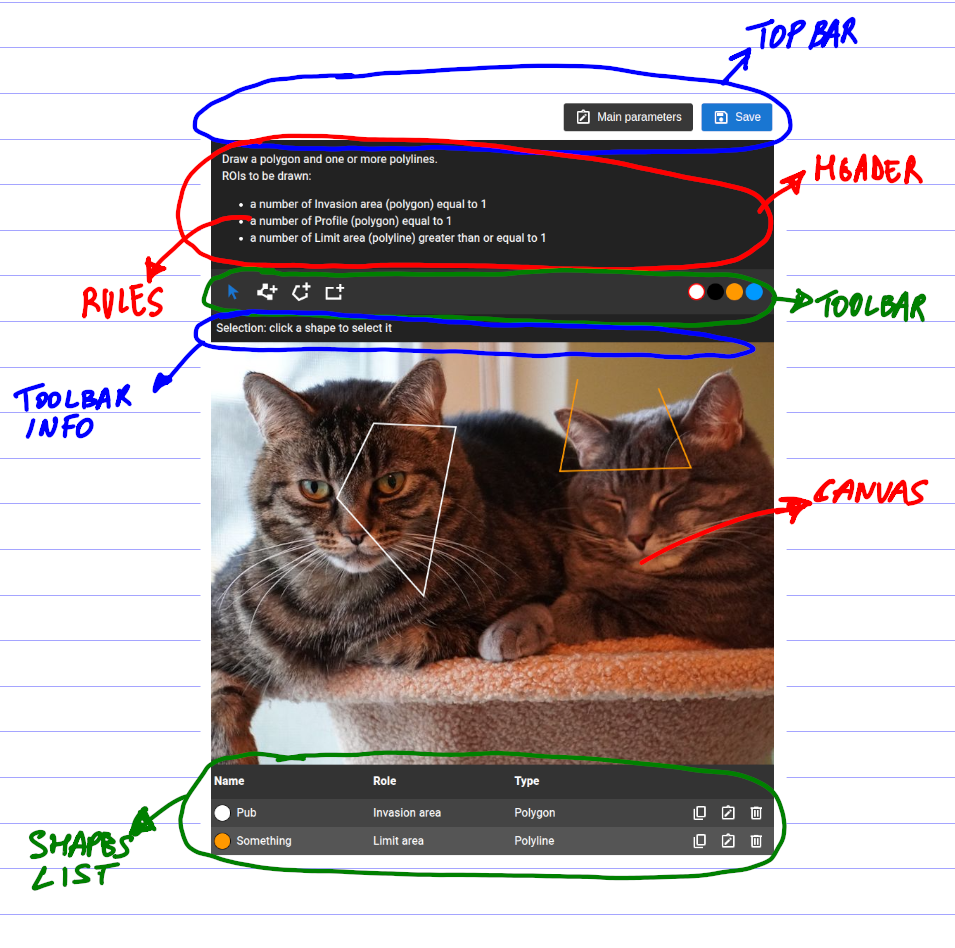 TOP BAR
Main parameters
Save
Draw a polygon and one or more polylines.
ROIs to be drawn:
HEADER
a number of Invasion area (polygon) equal to 1
a number of Profile (polygon) equal to 1
a number of Limit area (polyline) greater than or equal to 1
RULES
TOOLBAR
Selection: click a shape to select it
TOOLBAR
INFO
CANVAS
Name Role Type
Pub Invasion area Polygon
Something Limit area Polyline
SHAPES
LIST